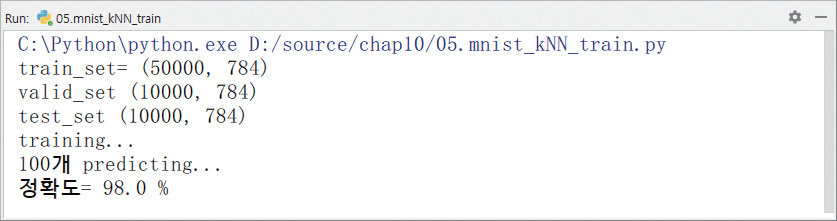 Run: 05.mnist_kNN_train
C:\Python\python.exe D:/source/chap10/05.mnist_kNN_train.py
train_set= (50000, 784)
valid_set (10000, 784)
test_set (10000, 784)
training...
100개 predicting...
정확도= 98.0 %